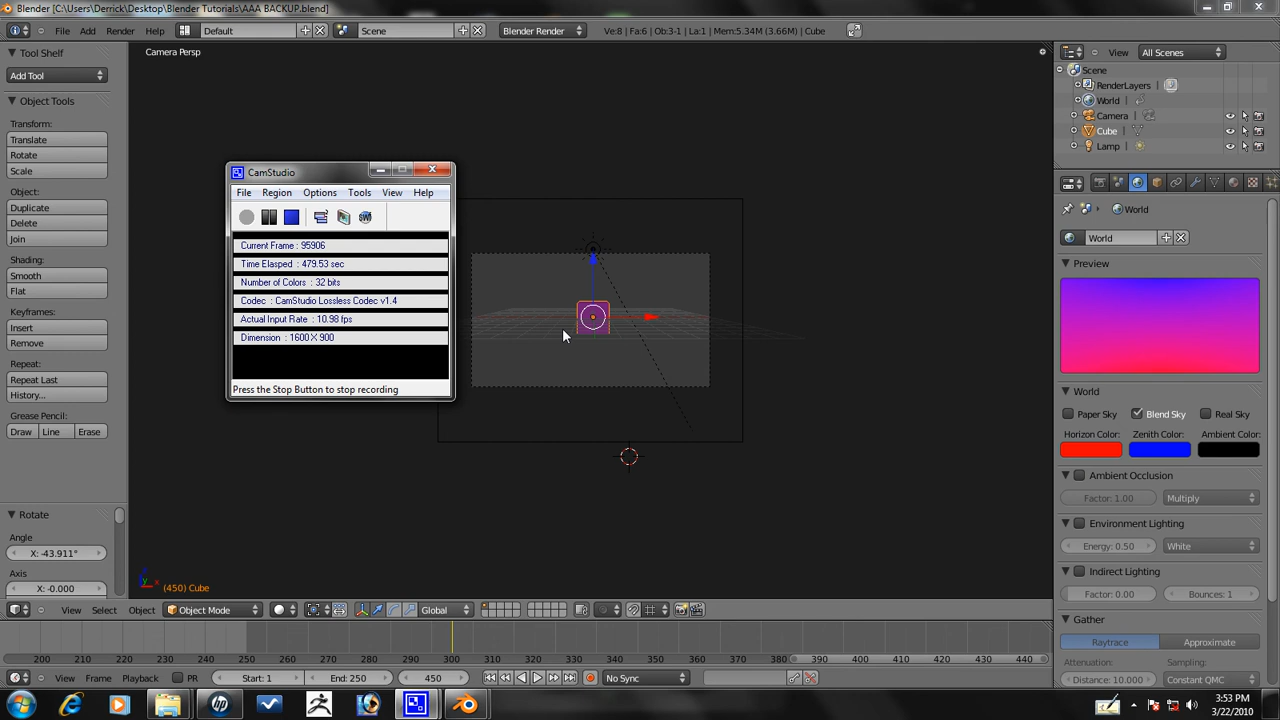 Blender [C:\Users\Derrick\Desktop\Blender Tutorials\AAA BACKUP.blend]
File Add Render Help Default Scene Blender Render Ve:8 | Fa:6 | Ob:3-1 | La:1 | Mem:5.34M (3.66M) | Cube
Tool Shelf
Add Tool
Object Tools
Transform:
Translate
Rotate
Scale
Object:
Duplicate
Delete
Join
Shading:
Smooth
Flat
Keyframes:
Insert
Remove
Repeat:
Repeat Last
History...
Grease Pencil:
Draw Line Erase
Rotate
Angle
X: -43.911°
Axis
X: -0.000
Camera Persp
CamStudio
File Region Options Tools View Help
Current Frame : 95906
Time Elasped : 479.53 sec
Number of Colors : 32 bits
Codec : CamStudio Lossless Codec v1.4
Actual Input Rate : 10.98 fps
Dimension : 1600 X 900
Press the Stop Button to stop recording
(450) Cube
View Select Object Object Mode Global
200 210 220 230 240 250 260 270 280 290 300 310 320 330 340 350 360 370 380 390 400 410 420 430 440
View Frame Playback PR Start: 1 End: 250 450 No Sync
View All Scenes
Scene
RenderLayers
World
Camera
Cube
Lamp
World
World
Preview
World
Paper Sky Blend Sky Real Sky
Horizon Color: Zenith Color: Ambient Color:
Ambient Occlusion
Factor: 1.00 Multiply
Environment Lighting
Energy: 0.50 White
Indirect Lighting
Factor: 0.00 Bounces: 1
Gather
Raytrace Approximate
Attenuation: Sampling:
Distance: 10.000 Constant QMC
3:53 PM
3/22/2010